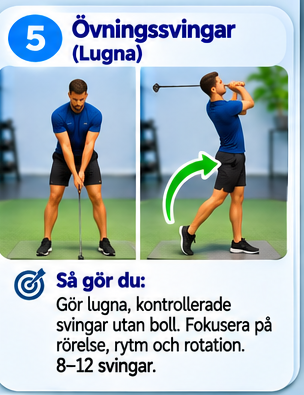 5
Övningssvingar
(Lugna)
Så gör du:
Gör lugna, kontrollerade
svingar utan boll. Fokusera på
rörelse, rytm och rotation.
8–12 svingar.